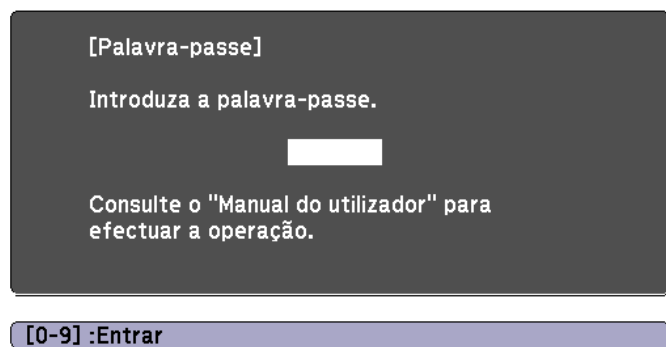 [Palavra-passe]
Introduza a palavra-passe.
Consulte o "Manual do utilizador" para
efectuar a operação.
[0-9] :Entrar